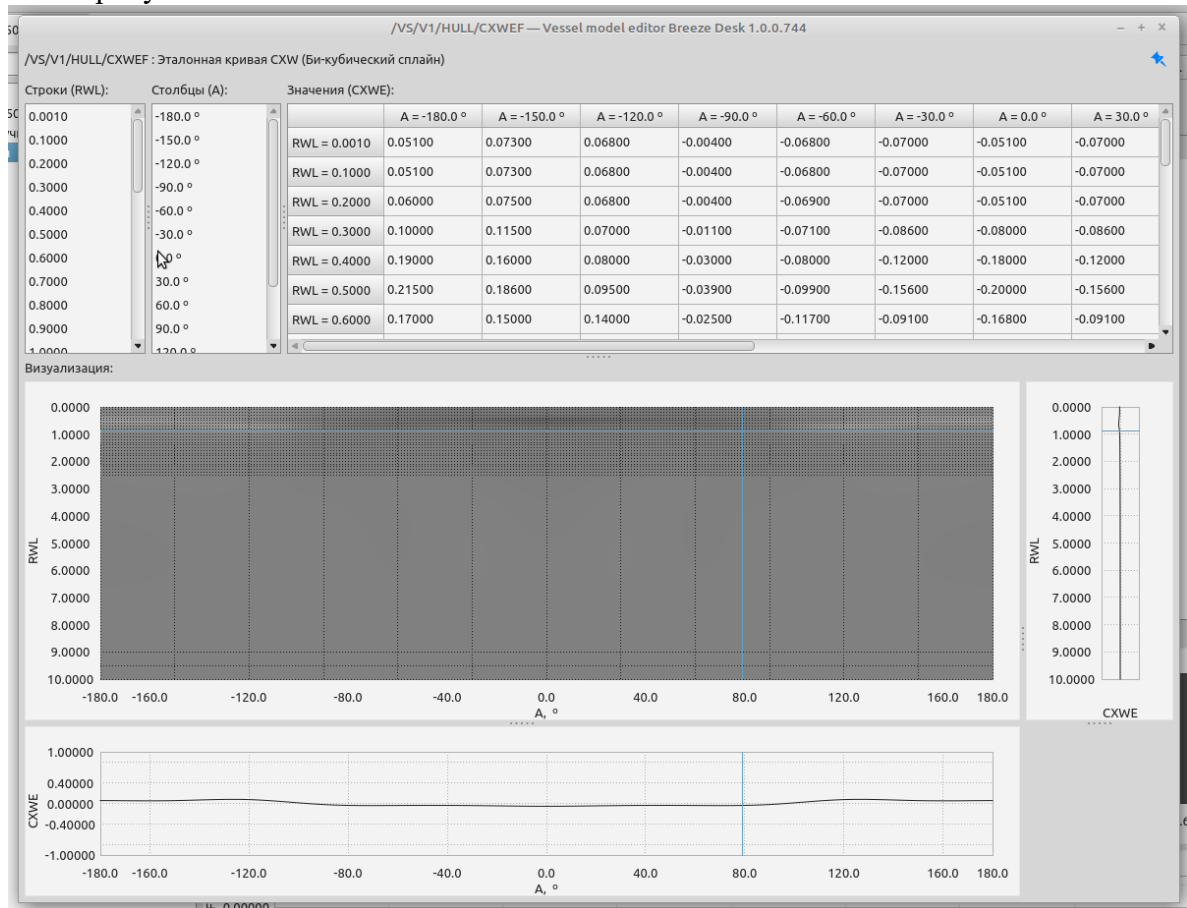 /VS/V1/HULL/CXWEF — Vessel model editor Breeze Desk 1.0.0.744
/VS/V1/HULL/CXWEF : Эталонная кривая CXW (Би-кубический сплайн)
Строки (RWL): Столбцы (A): Значения (CXWE):
0.0010
0.1000
0.2000
0.3000
0.4000
0.5000
0.6000
0.7000
0.8000
0.9000
1.0000
-180.0 º
-150.0 º
-120.0 º
-90.0 º
-60.0 º
-30.0 º
30.0 º
60.0 º
90.0 º
120.0 º
A = -180.0 º A = -150.0 º A = -120.0 º A = -90.0 º A = -60.0 º A = -30.0 º A = 0.0 º A = 30.0 º
RWL = 0.0010 0.05100 0.07300 0.06800 -0.00400 -0.06800 -0.07000 -0.05100 -0.07000
RWL = 0.1000 0.05100 0.07300 0.06800 -0.00400 -0.06800 -0.07000 -0.05100 -0.07000
RWL = 0.2000 0.06000 0.07500 0.06800 -0.00400 -0.06900 -0.07000 -0.05100 -0.07000
RWL = 0.3000 0.10000 0.11500 0.07000 -0.01100 -0.07100 -0.08600 -0.08000 -0.08600
RWL = 0.4000 0.19000 0.16000 0.08000 -0.03000 -0.08000 -0.12000 -0.18000 -0.12000
RWL = 0.5000 0.21500 0.18600 0.09500 -0.03900 -0.09900 -0.15600 -0.20000 -0.15600
RWL = 0.6000 0.17000 0.15000 0.14000 -0.02500 -0.11700 -0.09100 -0.16800 -0.09100
Визуализация:
RWL
0.0000
1.0000
2.0000
3.0000
4.0000
5.0000
6.0000
7.0000
8.0000
9.0000
10.0000
-180.0 -160.0 -120.0 -80.0 -40.0 0.0 40.0 80.0 120.0 160.0 180.0
A, º
RWL
0.0000
1.0000
2.0000
3.0000
4.0000
5.0000
6.0000
7.0000
8.0000
9.0000
10.0000
CXWE
CXWE
1.00000
0.40000
0.00000
-0.40000
-1.00000
-180.0 -160.0 -120.0 -80.0 -40.0 0.0 40.0 80.0 120.0 160.0 180.0
A, º